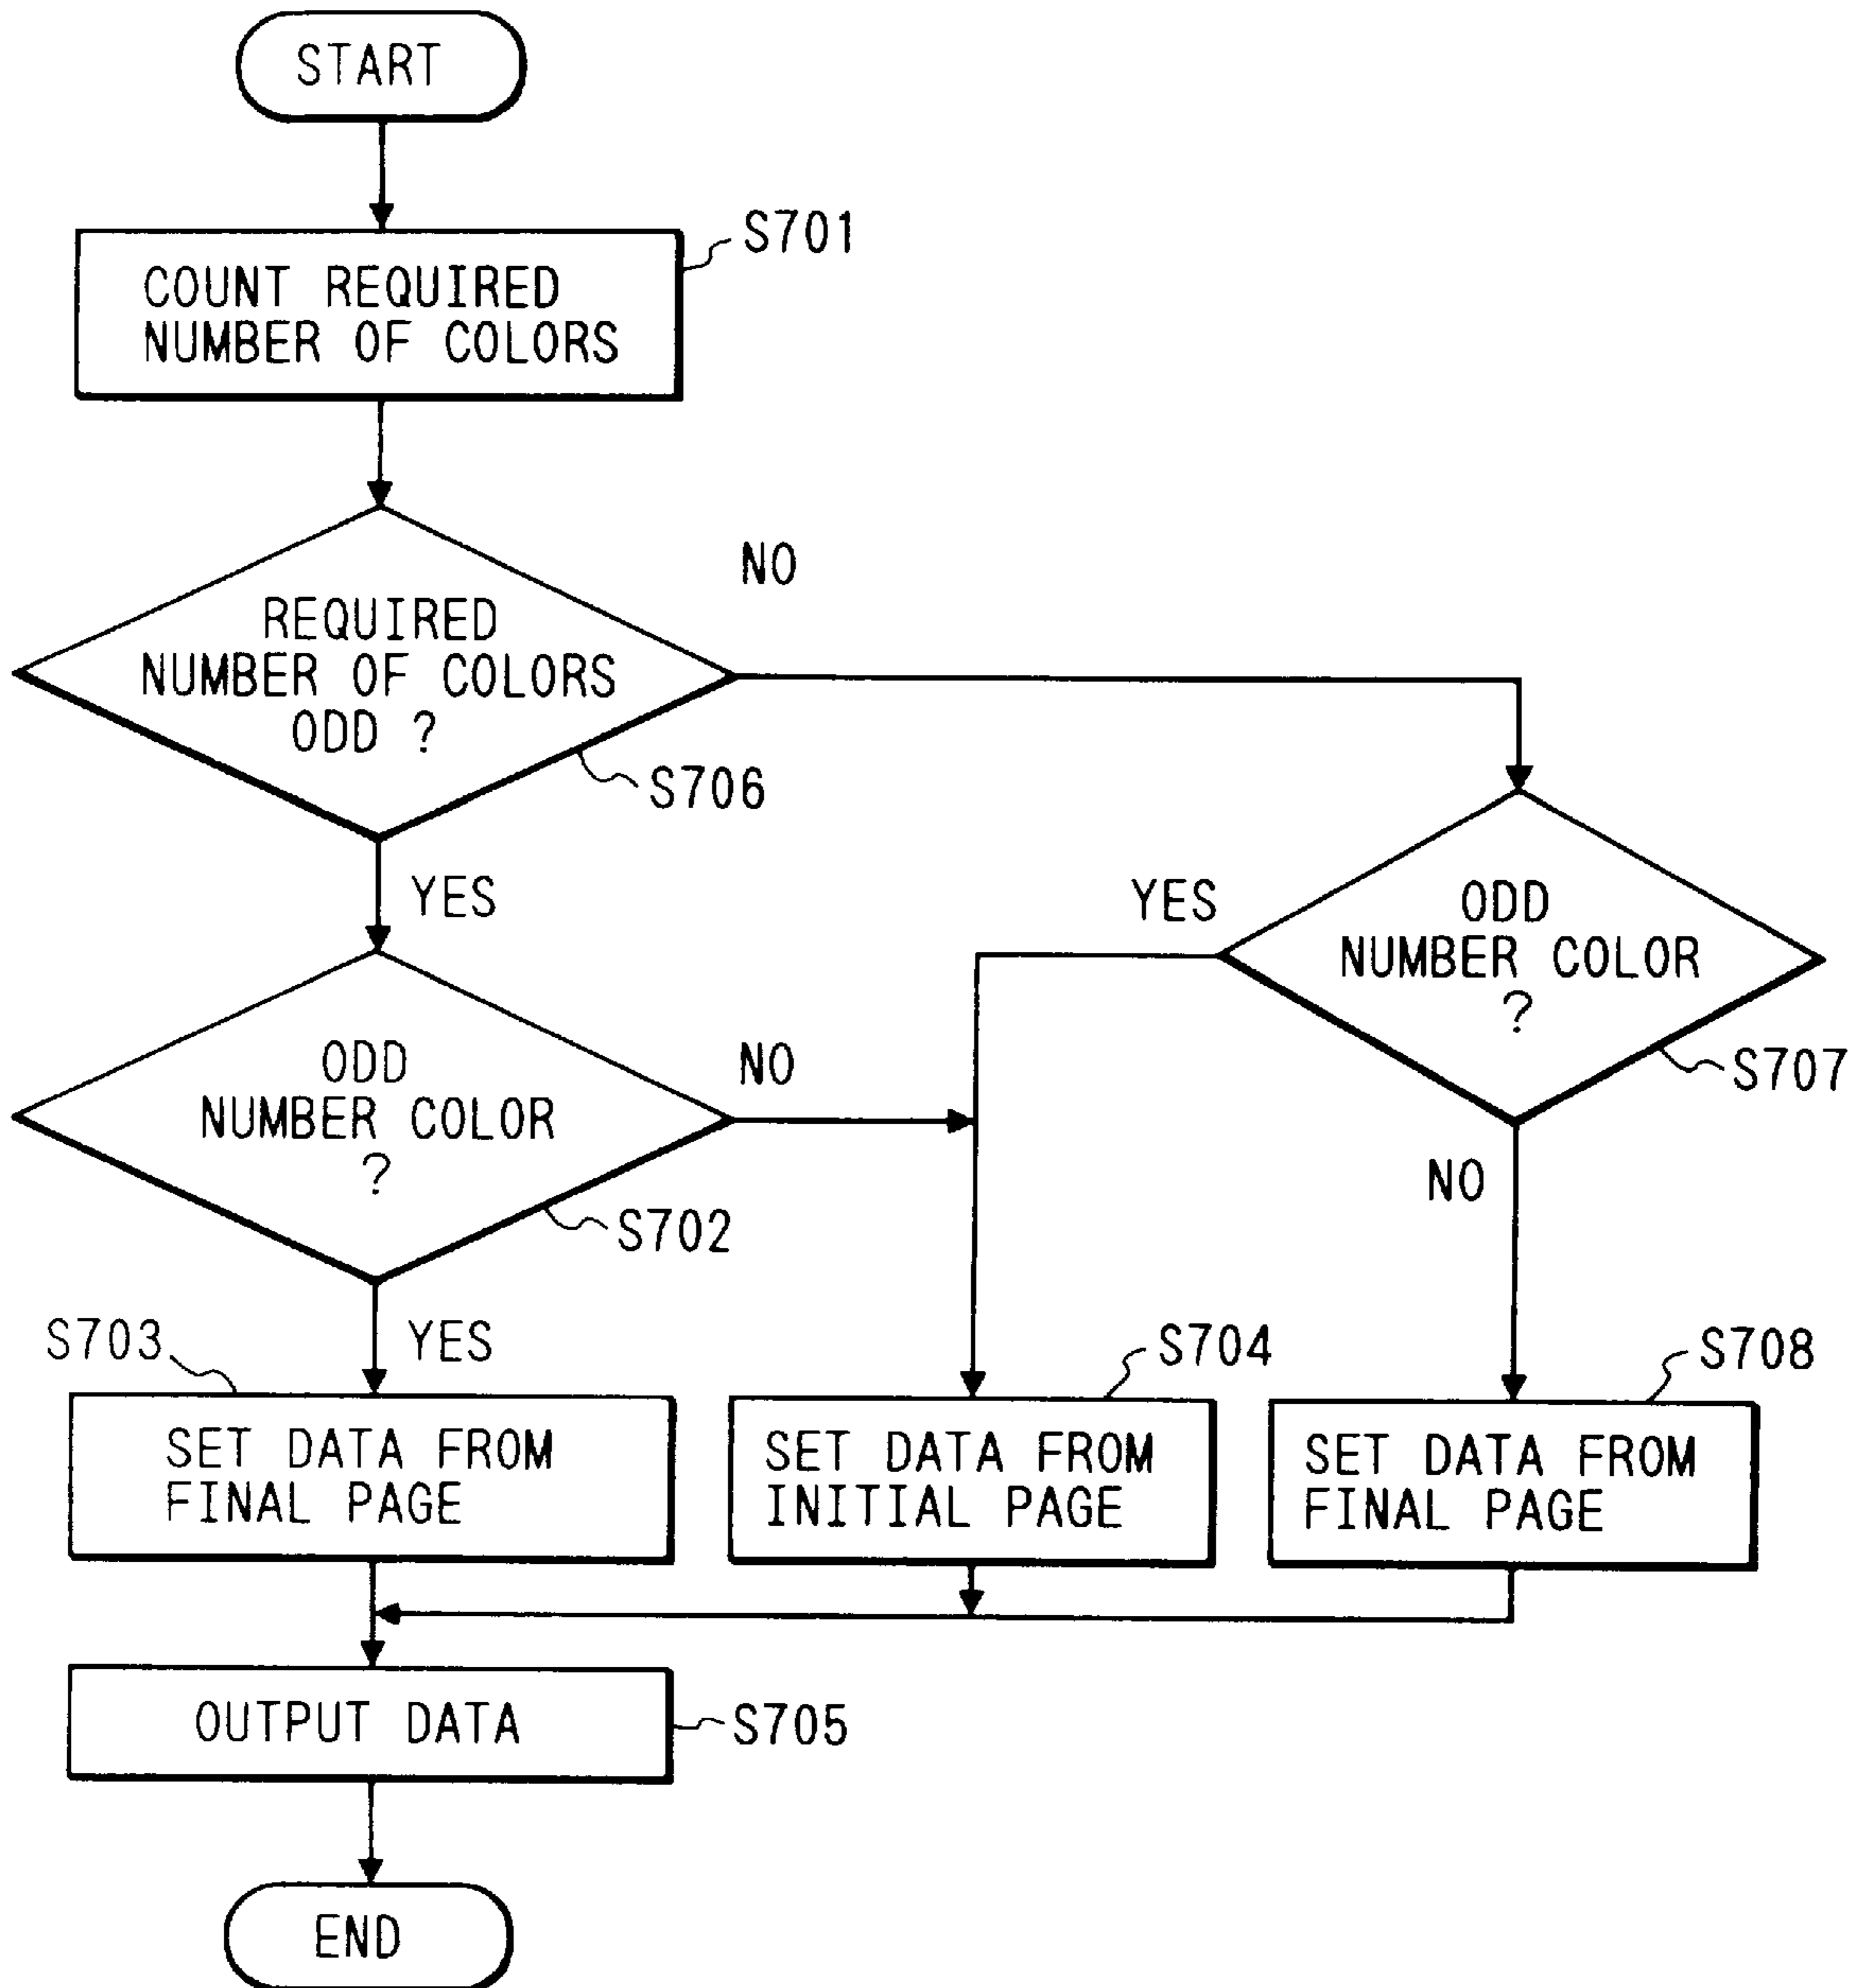 START
S701
COUNT REQUIRED
NUMBER OF COLORS
NO
REQUIRED
NUMBER OF COLORS
ODD ?
S706
YES
YES
ODD
NUMBER COLOR
?
S707
ODD
NUMBER COLOR
?
NO
S702
NO
S703
YES
S704
S708
SET DATA FROM
FINAL PAGE
SET DATA FROM
INITIAL PAGE
SET DATA FROM
FINAL PAGE
OUTPUT DATA
S705
END